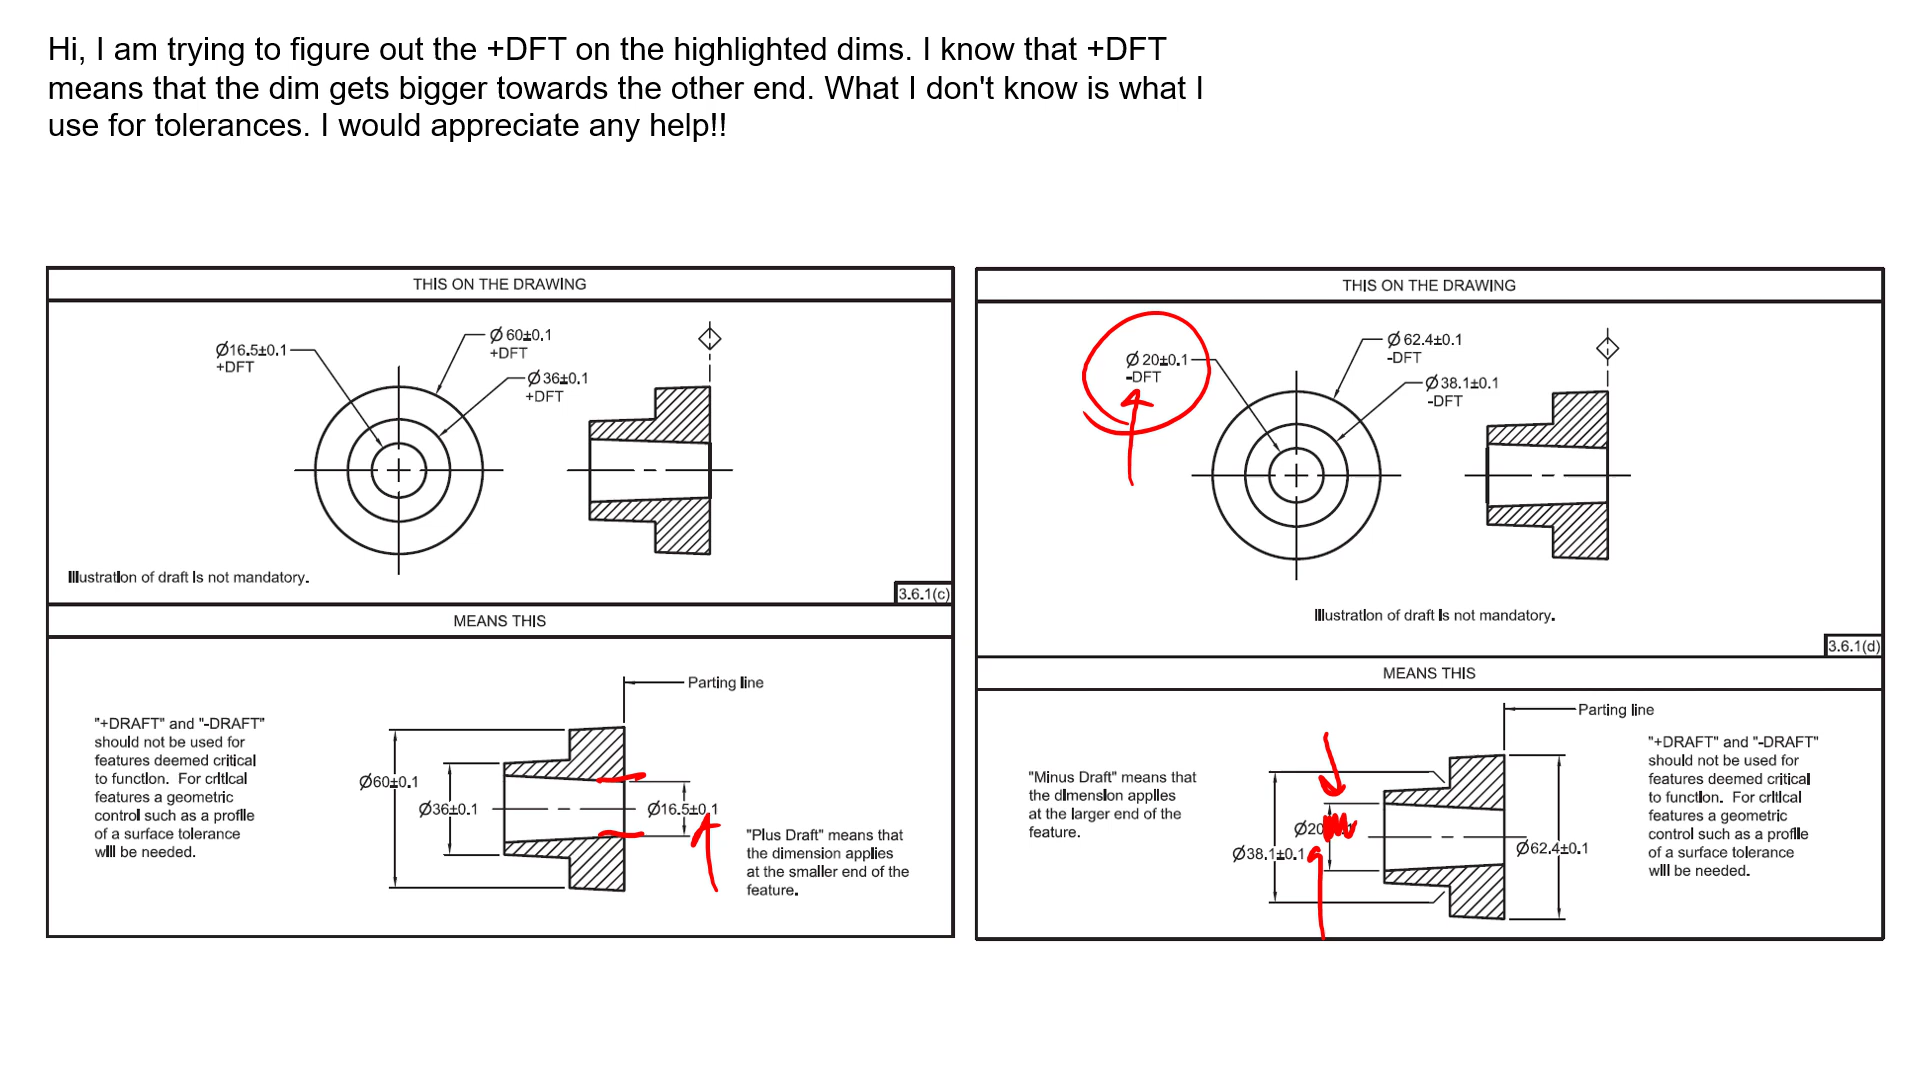 Hi, I am trying to figure out the +DFT on the highlighted dims. I know that +DFT
means that the dim gets bigger towards the other end. What I don't know is what I
use for tolerances. I would appreciate any help!!
THIS ON THE DRAWING
Ø16.5±0.1
+DFT
Ø 60±0.1
+DFT
Ø36±0.1
+DFT
Illustration of draft is not mandatory.
3.6.1(c)
MEANS THIS
Parting line
"+DRAFT" and "-DRAFT"
should not be used for
features deemed critical
to function. For critical
features a geometric
control such as a profile
of a surface tolerance
will be needed.
Ø60±0.1
Ø36±0.1
Ø16.5±0.1
"Plus Draft" means that
the dimension applies
at the smaller end of the
feature.
THIS ON THE DRAWING
Ø 20±0.1
-DFT
Ø 62.4±0.1
-DFT
Ø38.1±0.1
-DFT
Illustration of draft is not mandatory.
3.6.1(d)
MEANS THIS
Parting line
"Minus Draft" means that
the dimension applies
at the larger end of the
feature.
Ø20
Ø38.1±0.1
Ø62.4±0.1
"+DRAFT" and "-DRAFT"
should not be used for
features deemed critical
to function. For critical
features a geometric
control such as a profile
of a surface tolerance
will be needed.